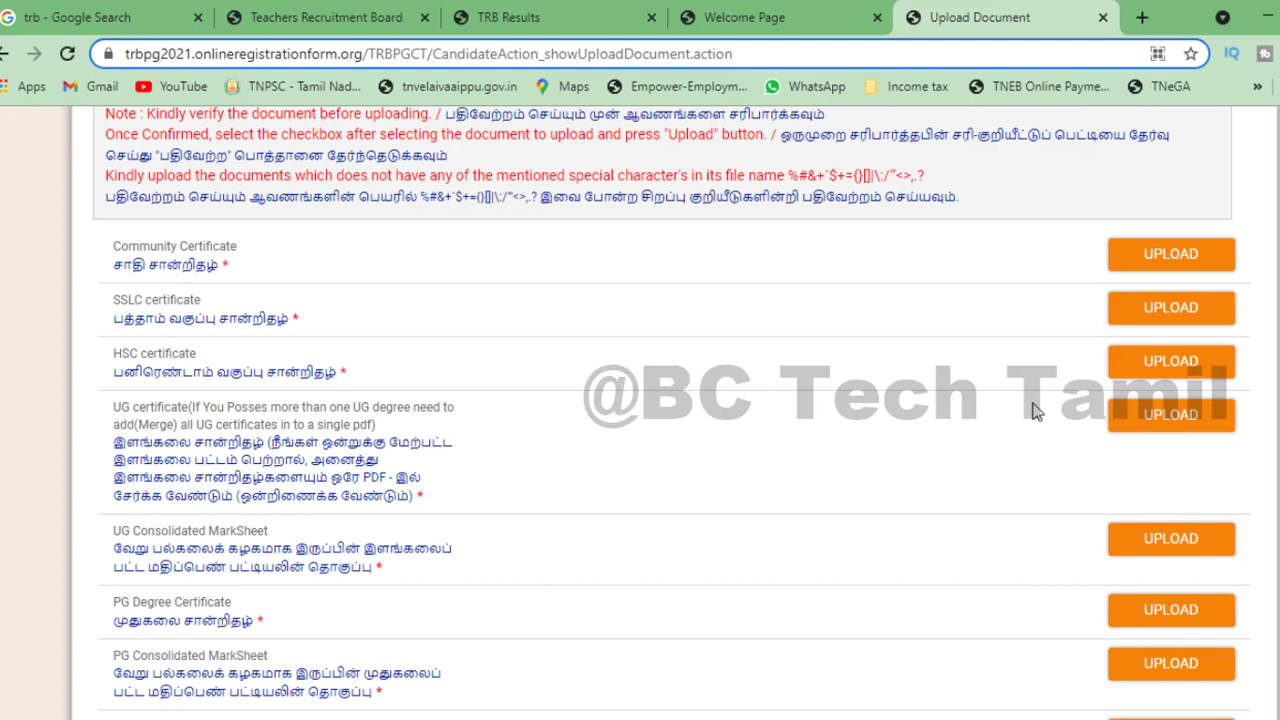 trb - Google Search
Teachers Recruitment Board
TRB Results
Welcome Page
Upload Document
trbpg2021.onlineregistrationform.org/TRBPGCT/CandidateAction_showUploadDocument.action
Apps
Gmail
YouTube
TNPSC - Tamil Nad...
tnvelaivaaippu.gov.in
Maps
Empower-Employm...
WhatsApp
Income tax
TNEB Online Payme...
TNeGA
Note : Kindly verify the document before uploading. / பதிவேற்றம் செய்யும் முன் ஆவணங்களை சரிபார்க்கவும்
Once Confirmed, select the checkbox after selecting the document to upload and press "Upload" button. / ஒருமுறை சரிபார்த்தபின் சரி-குறியீட்டுப் பெட்டியை தேர்வு
செய்து "பதிவேற்ற" பொத்தானை தேர்ந்தெடுக்கவும்
Kindly upload the documents which does not have any of the mentioned special character's in its file name %#&+`$+={}[]|\:/'"<>,.?
பதிவேற்றம் செய்யும் ஆவணங்களின் பெயரில் %#&+`$+={}[]|\:/'"<>,.? இவை போன்ற சிறப்பு குறியீடுகளின்றி பதிவேற்றம் செய்யவும்.
Community Certificate
சாதி சான்றிதழ் *
UPLOAD
SSLC certificate
பத்தாம் வகுப்பு சான்றிதழ் *
UPLOAD
HSC certificate
பனிரெண்டாம் வகுப்பு சான்றிதழ் *
UPLOAD
@BC Tech Tamil
UG certificate(If You Posses more than one UG degree need to
add(Merge) all UG certificates in to a single pdf)
இளங்கலை சான்றிதழ் (நீங்கள் ஒன்றுக்கு மேற்பட்ட
இளங்கலை பட்டம் பெற்றால், அனைத்து
இளங்கலை சான்றிதழ்களையும் ஒரே PDF - இல்
சேர்க்க வேண்டும் (ஒன்றிணைக்க வேண்டும்) *
UPLOAD
UG Consolidated MarkSheet
வேறு பல்கலைக் கழகமாக இருப்பின் இளங்கலைப்
பட்ட மதிப்பெண் பட்டியலின் தொகுப்பு *
UPLOAD
PG Degree Certificate
முதுகலை சான்றிதழ் *
UPLOAD
PG Consolidated MarkSheet
வேறு பல்கலைக் கழகமாக இருப்பின் முதுகலைப்
பட்ட மதிப்பெண் பட்டியலின் தொகுப்பு *
UPLOAD